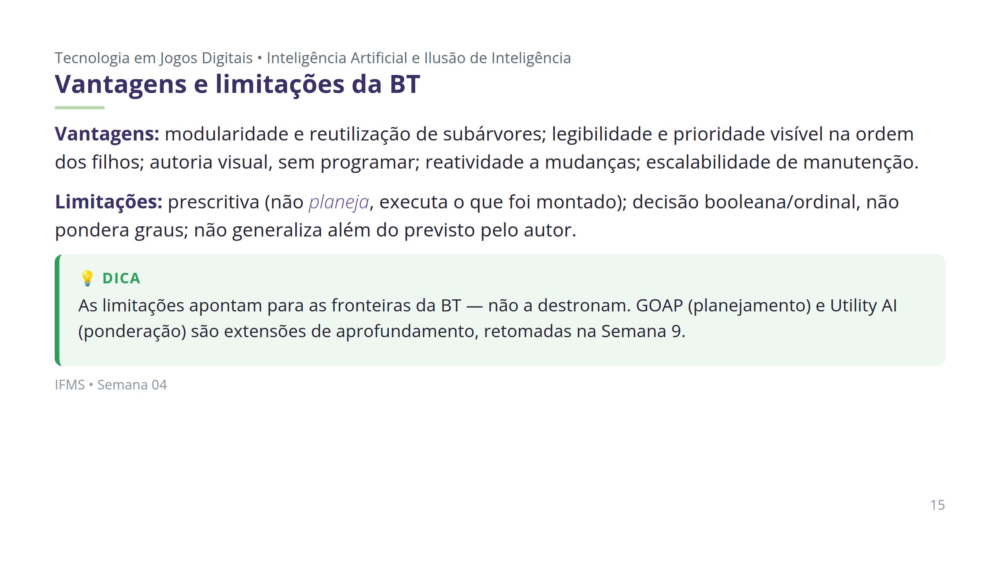 Tecnologia em Jogos Digitais • Inteligência Artificial e Ilusão de Inteligência
Vantagens e limitações da BT
Vantagens: modularidade e reutilização de subárvores; legibilidade e prioridade visível na ordem
dos filhos; autoria visual, sem programar; reatividade a mudanças; escalabilidade de manutenção.
Limitações: prescritiva (não planeja, executa o que foi montado); decisão booleana/ordinal, não
pondera graus; não generaliza além do previsto pelo autor.
💡 DICA
As limitações apontam para as fronteiras da BT — não a destronam. GOAP (planejamento) e Utility AI
(ponderação) são extensões de aprofundamento, retomadas na Semana 9.
IFMS • Semana 04
15